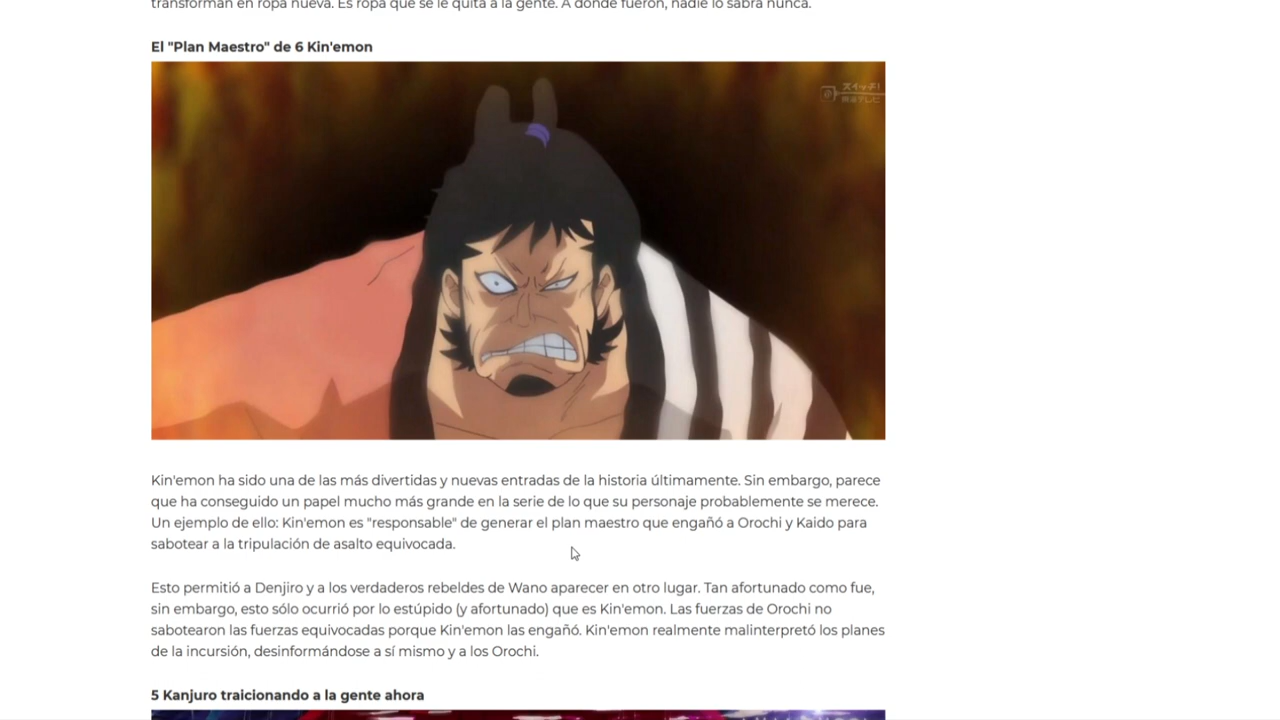 transforman en ropa nueva. Es ropa que se le quita a la gente. A dónde fueron, nadie lo sabrá nunca.
El "Plan Maestro" de 6 Kin'emon
スイッチ!
Kin'emon ha sido una de las más divertidas y nuevas entradas de la historia últimamente. Sin embargo, parece
que ha conseguido un papel mucho más grande en la serie de lo que su personaje probablemente se merece.
Un ejemplo de ello: Kin'emon es "responsable" de generar el plan maestro que engañó a Orochi y Kaido para
sabotear a la tripulación de asalto equivocada.
Esto permitió a Denjiro y a los verdaderos rebeldes de Wano aparecer en otro lugar. Tan afortunado como fue,
sin embargo, esto sólo ocurrió por lo estúpido (y afortunado) que es Kin'emon. Las fuerzas de Orochi no
sabotearon las fuerzas equivocadas porque Kin'emon las engañó. Kin'emon realmente malinterpretó los planes
de la incursión, desinformándose a sí mismo y a los Orochi.
5 Kanjuro traicionando a la gente ahora